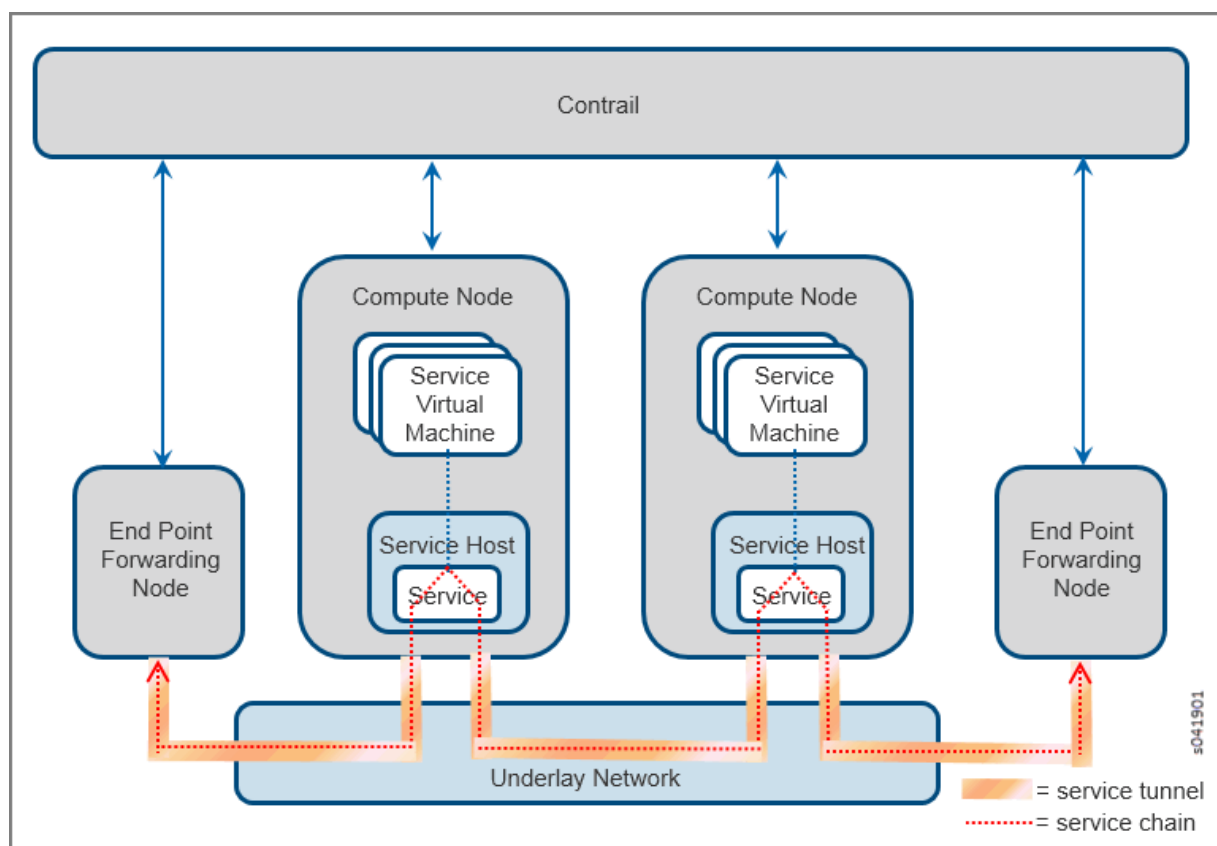 Contrail
Compute Node
Compute Node
Service
Virtual
Machine
Service
Virtual
Machine
End Point
Forwarding
Node
End Point
Forwarding
Node
Service Host
Service Host
Service
Service
Underlay Network
s041901
= service tunnel
= service chain